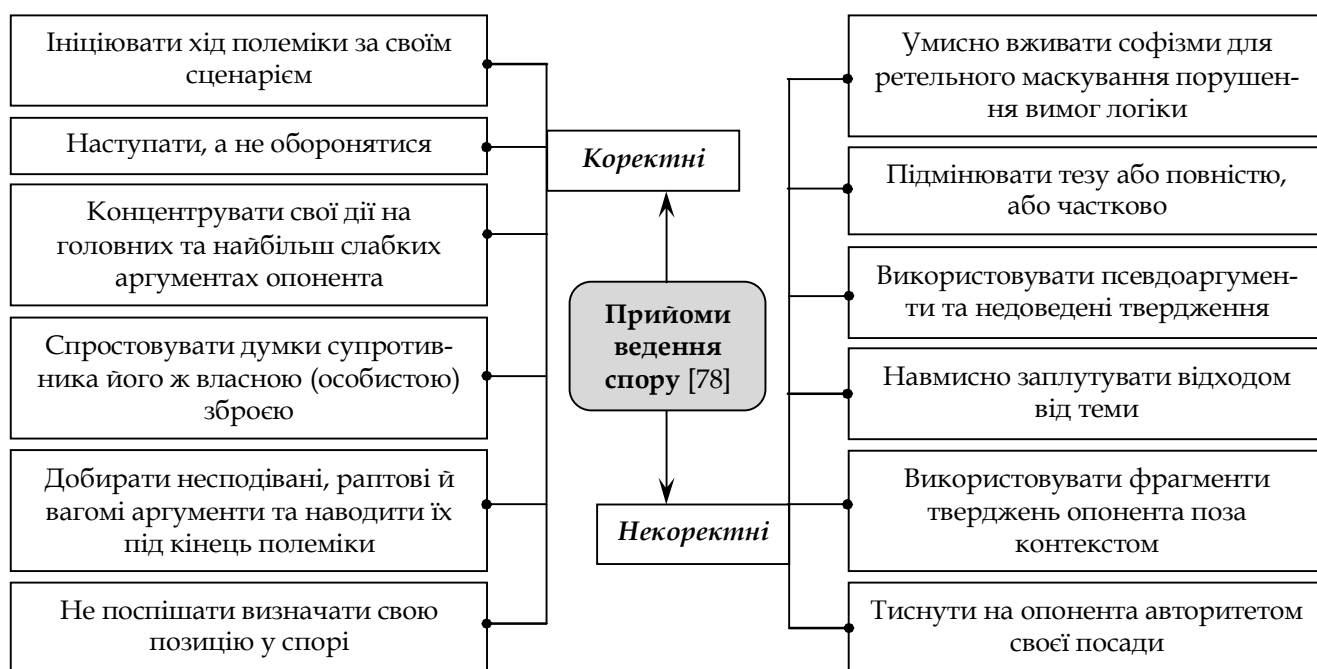 Ініціювати хід полеміки за своїм
сценарієм
Наступати, а не оборонятися
Концентрувати свої дії на
головних та найбільш слабких
аргументах опонента
Спростовувати думки супротив-
ника його ж власною (особистою)
зброєю
Добирати несподівані, раптові й
вагомі аргументи та наводити їх
під кінець полеміки
Не поспішати визначати свою
позицію у спорі
Коректні
Прийоми
ведення
спору [78]
Некоректні
Умисно вживати софізми для
ретельного маскування порушен-
ня вимог логіки
Підмінювати тезу або повністю,
або частково
Використовувати псевдоаргумен-
ти та недоведені твердження
Навмисно заплутувати відходом
від теми
Використовувати фрагменти
тверджень опонента поза
контекстом
Тиснути на опонента авторитетом
своєї посади